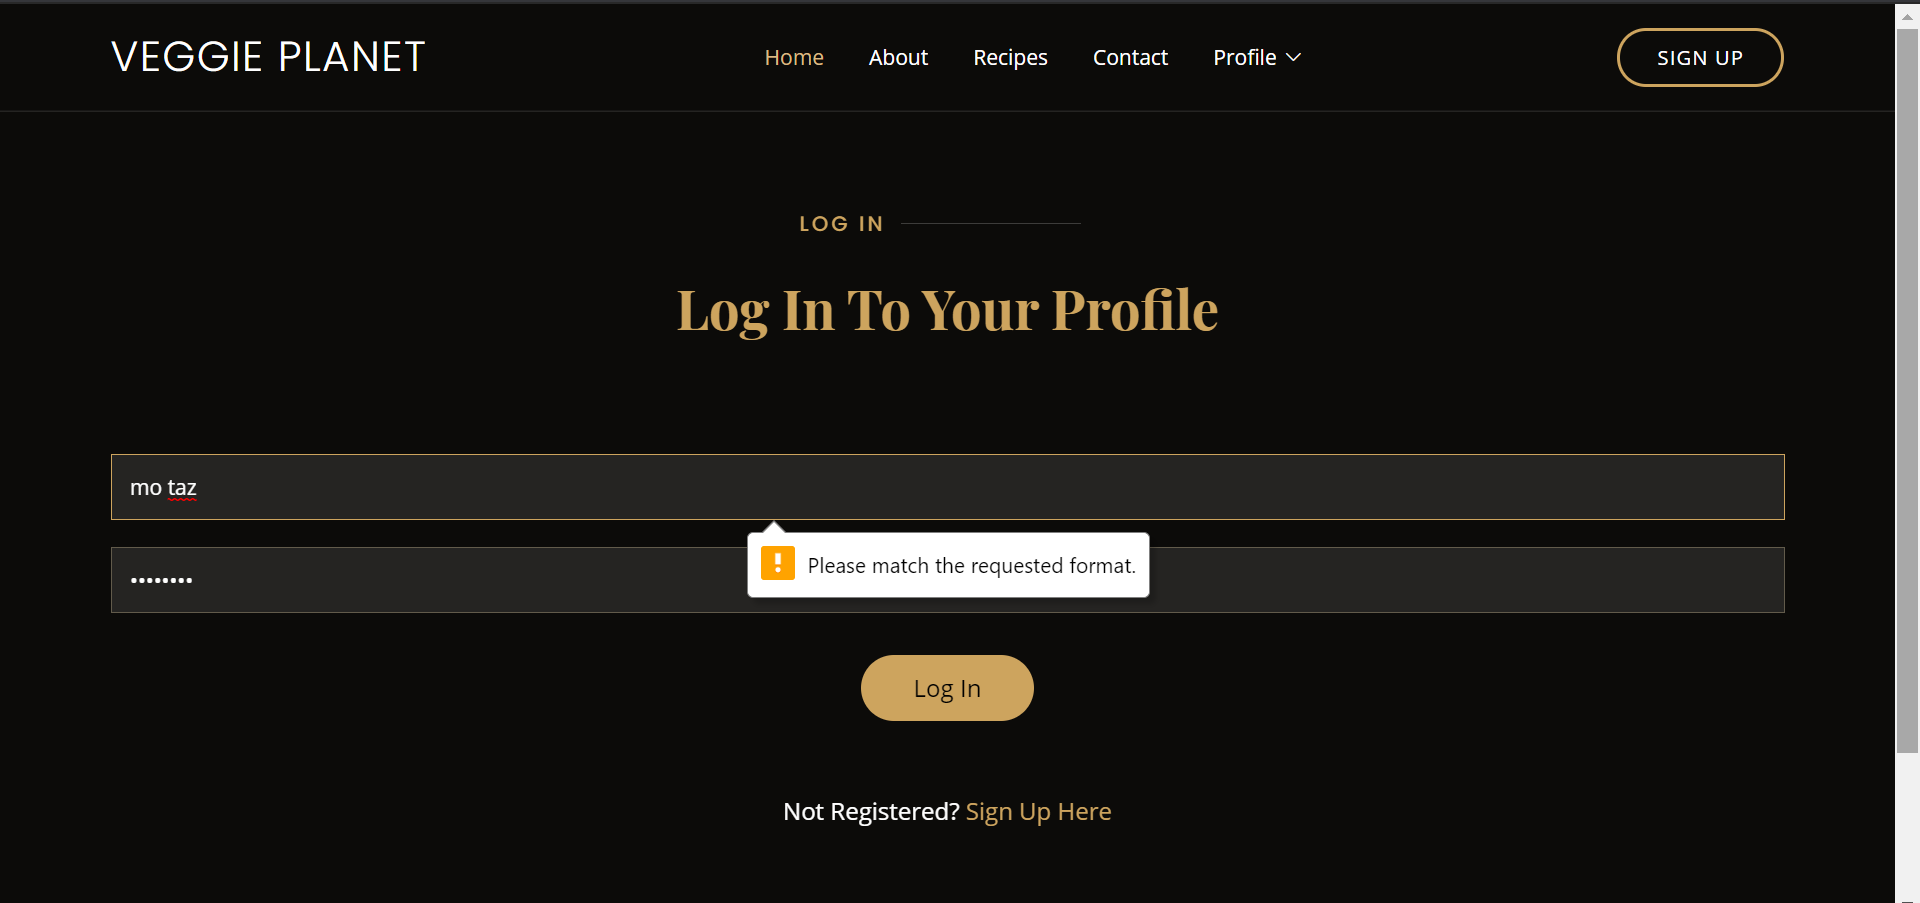 VEGGIE PLANET
Home About Recipes Contact Profile
SIGN UP
LOG IN
Log In To Your Profile
mo taz
Please match the requested format.
••••••••
Log In
Not Registered? Sign Up Here